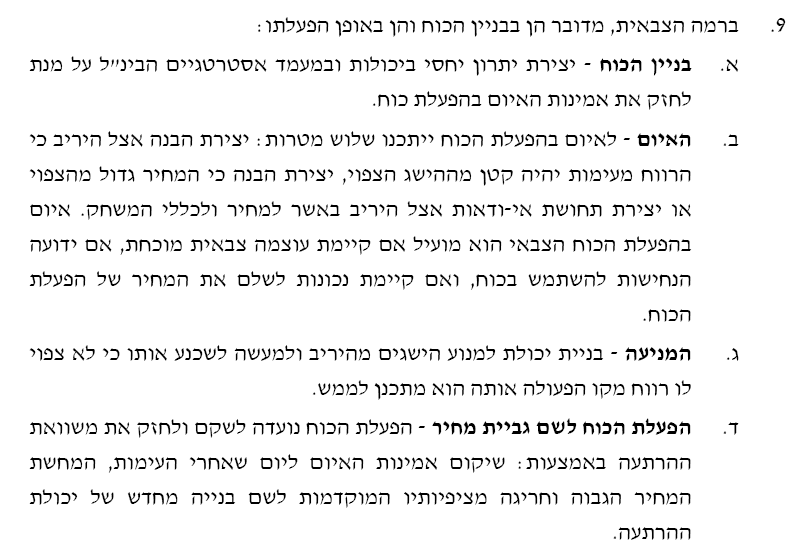 9. ברמה הצבאית, מדובר הן בבניין הכוח והן באופן הפעלתו:
א. בניין הכוח - יצירת יתרון יחסי ביכולות ובמעמד אסטרטגיים הבינ״ל על מנת
לחזק את אמינות האיום בהפעלת כוח.
ב. האיום - לאיום בהפעלת הכוח ייתכנו שלוש מטרות: יצירת הבנה אצל היריב כי
הרווח מעימות יהיה קטן מההישג הצפוי, יצירת הבנה כי המחיר גדול מהצפוי
או יצירת תחושת אי-ודאות אצל היריב באשר למחיר ולכללי המשחק. איום
בהפעלת הכוח הצבאי הוא מועיל אם קיימת עוצמה צבאית מוכחת, אם ידועה
הנחישות להשתמש בכוח, ואם קיימת נכונות לשלם את המחיר של הפעלת
הכוח.
ג. המניעה - בניית יכולת למנוע הישגים מהיריב ולמעשה לשכנע אותו כי לא צפוי
לו רווח מקו הפעולה אותה הוא מתכנן לממש.
ד. הפעלת הכוח לשם גביית מחיר - הפעלת הכוח נועדה לשקם ולחזק את משוואת
ההרתעה באמצעות: שיקום אמינות האיום ליום שאחרי העימות, המחשת
המחיר הגבוה וחריגה מציפיותיו המוקדמות לשם בנייה מחדש של יכולת
ההרתעה.